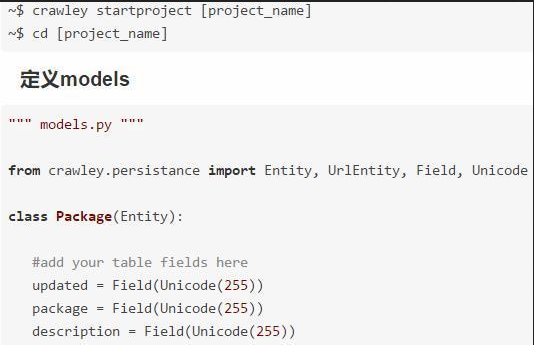 ~$ crawley startproject [project_name]
~$ cd [project_name]
定义models
""" models.py """
from crawley.persistance import Entity, UrlEntity, Field, Unicode
class Package(Entity):
#add your table fields here
updated = Field(Unicode(255))
package = Field(Unicode(255))
description = Field(Unicode(255))